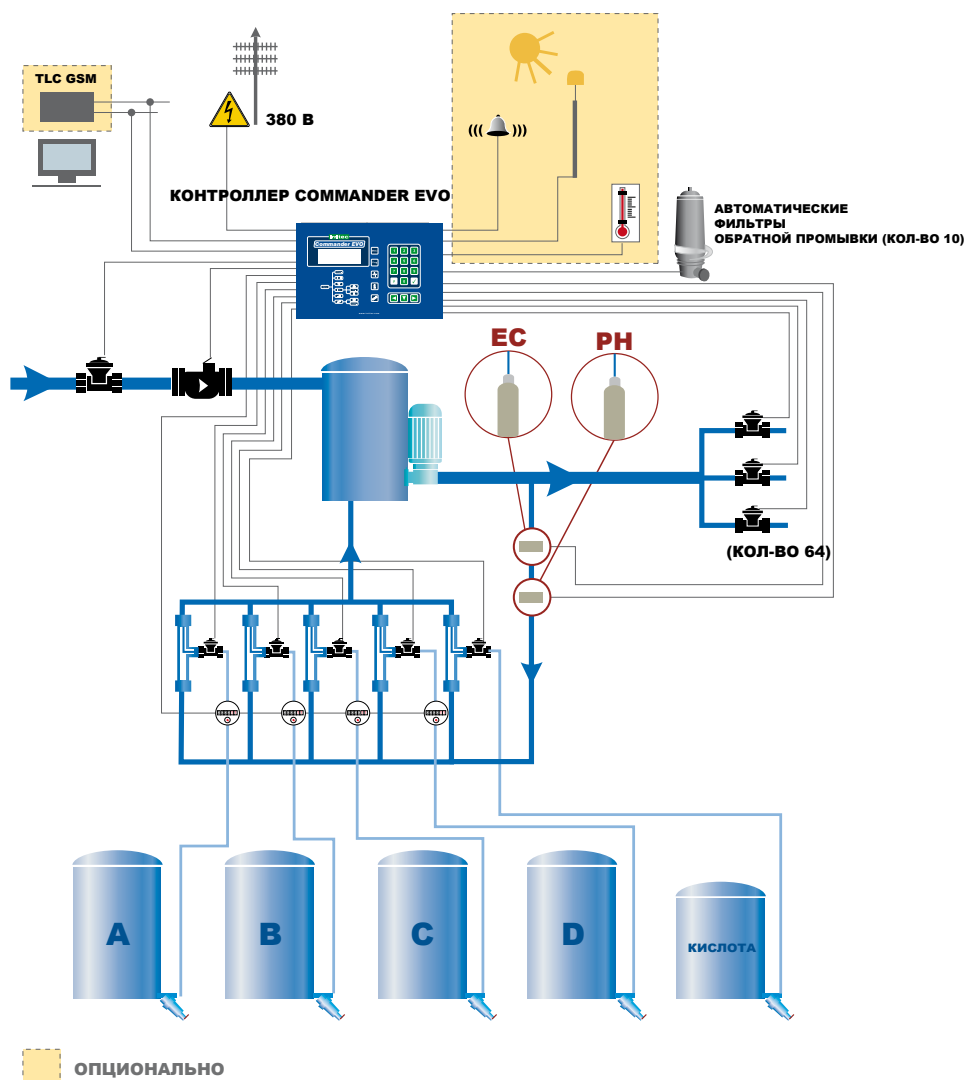 TLC GSM
380 В
((( )))
КОНТРОЛЛЕР COMMANDER EVO
АВТОМАТИЧЕСКИЕ
ФИЛЬТРЫ
ОБРАТНОЙ ПРОМЫВКИ (КОЛ-ВО 10)
Commander EVO
EC
PH
(КОЛ-ВО 64)
A
B
C
D
КИСЛОТА
ОПЦИОНАЛЬНО